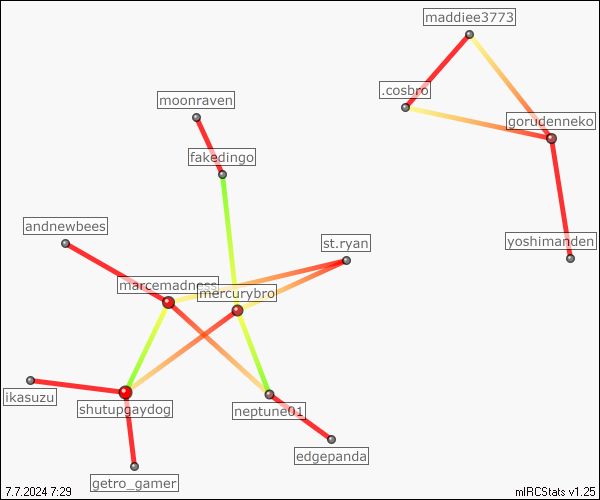 maddiee3773
.cosbro
moonraven
gorudenneko
fakedingo
andnewbees
st.ryan
yoshimanden
marcemadness
mercurybro
ikasuzu
shutupgaydog
neptune01
edgepanda
getro_gamer
7.7.2024 7:29
mIRCStats v1.25